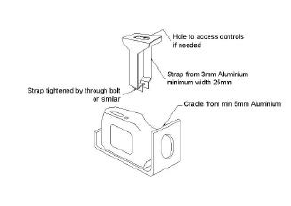 Hole to access controls
if needed
Strap from 3mm Aluminium
minimum width 25mm
Strap tightened by through bolt
or similar
Cradle from min 5mm Aluminium